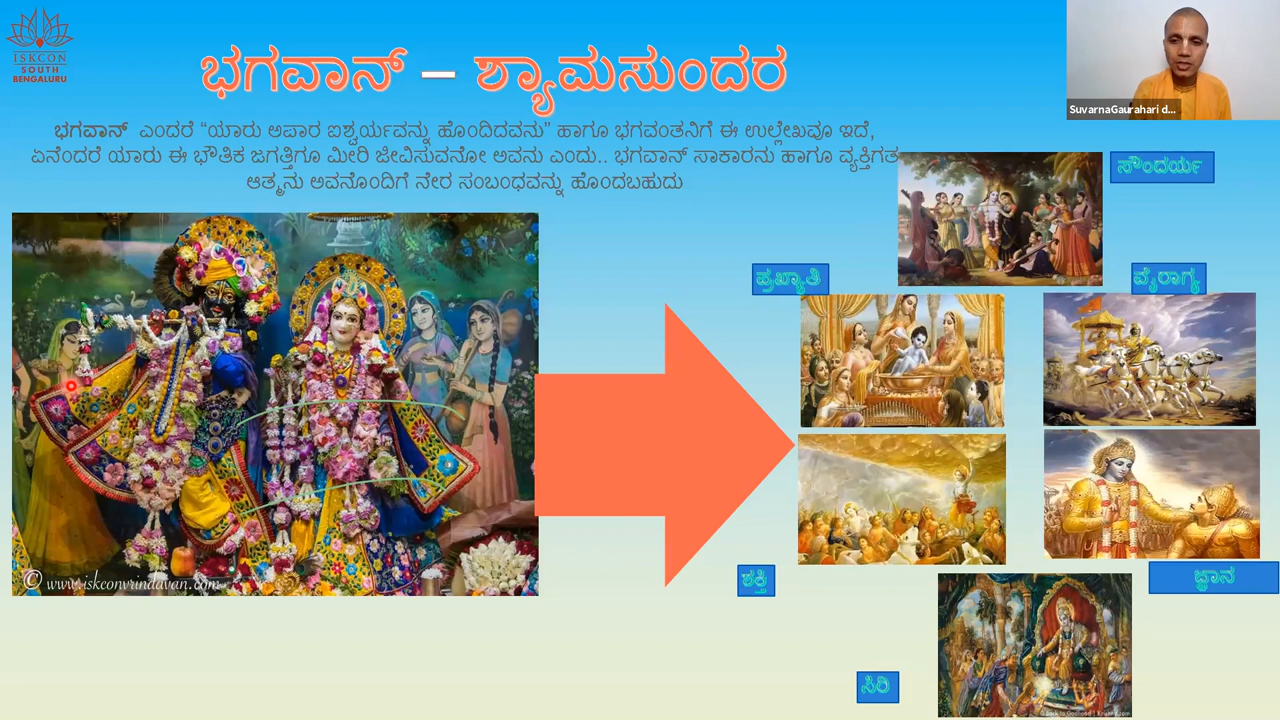 ISKCON
SOUTH
BENGALURU
ಭಗವಾನ್ – ಶ್ಯಾಮಸುಂದರ
SuvarnaGaurahari d...
ಭಗವಾನ್ ಎಂದರೆ “ಯಾರು ಅಪಾರ ಐಶ್ವರ್ಯವನ್ನು ಹೊಂದಿದವನು” ಹಾಗೂ ಭಗವಂತನಿಗೆ ಈ ಉಲ್ಲೇಖವೂ ಇದೆ,
ಏನೆಂದರೆ ಯಾರು ಈ ಭೌತಿಕ ಜಗತ್ತಿಗೂ ಮೀರಿ ಜೀವಿಸುವನೋ ಅವನು ಎಂದು.. ಭಗವಾನ್ ಸಾಕಾರನು ಹಾಗೂ ವ್ಯಕ್ತಿಗತ
ಆತ್ಮನು ಅವನೊಂದಿಗೆ ನೇರ ಸಂಬಂಧವನ್ನು ಹೊಂದಬಹುದು
ಸೌಂದರ್ಯ
ಪ್ರಖ್ಯಾತಿ
ವೈರಾಗ್ಯ
ಶಕ್ತಿ
ಜ್ಞಾನ
ಸಿರಿ
© www.iskconvrindavan.com